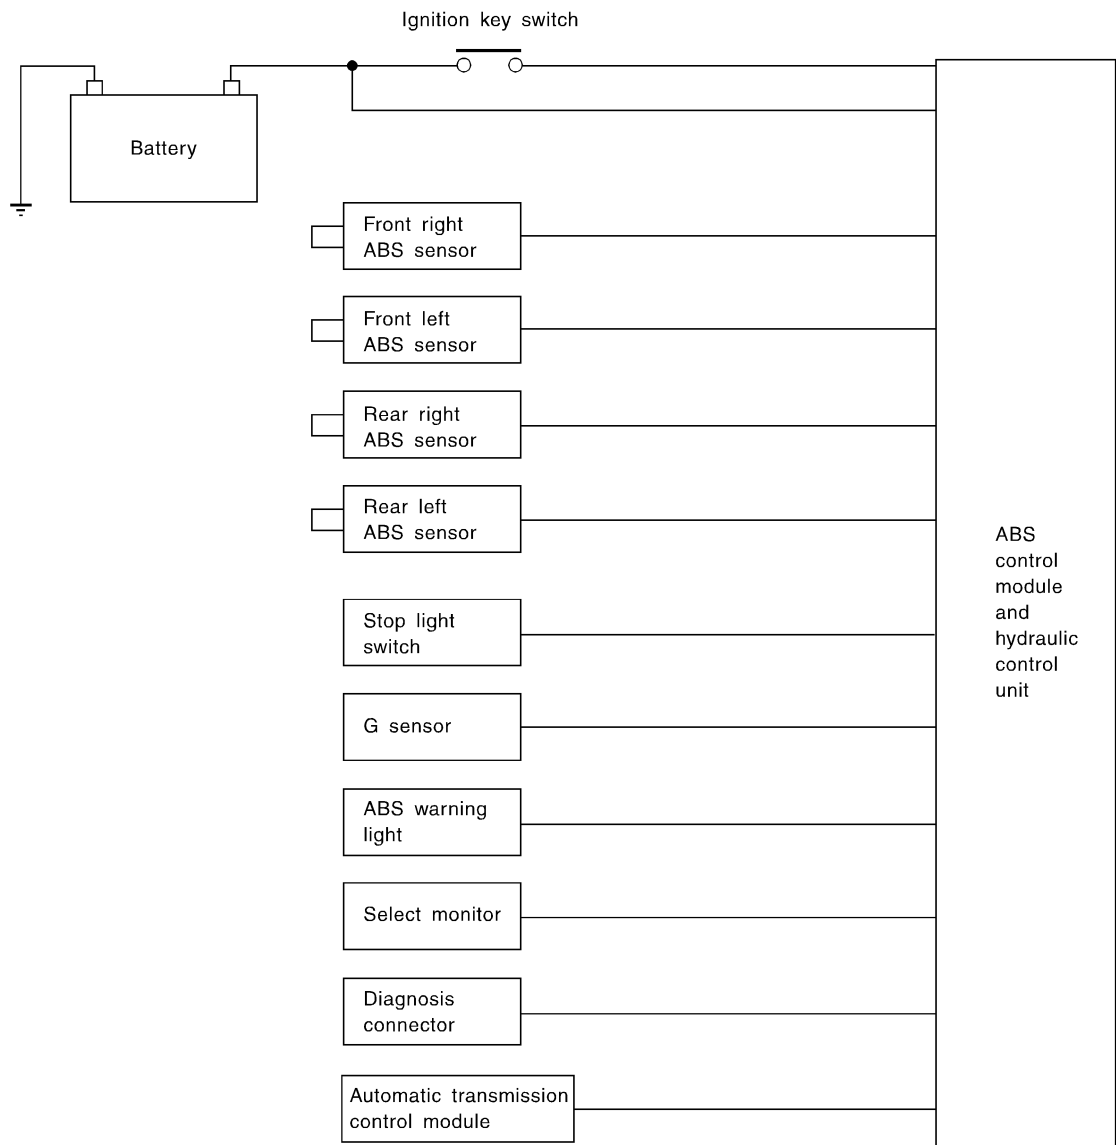 Ignition key switch
Battery
Front right
ABS sensor
Front left
ABS sensor
Rear right
ABS sensor
Rear left
ABS sensor
Stop light
switch
G sensor
ABS warning
light
Select monitor
Diagnosis
connector
Automatic transmission
control module
ABS
control
module
and
hydraulic
control
unit